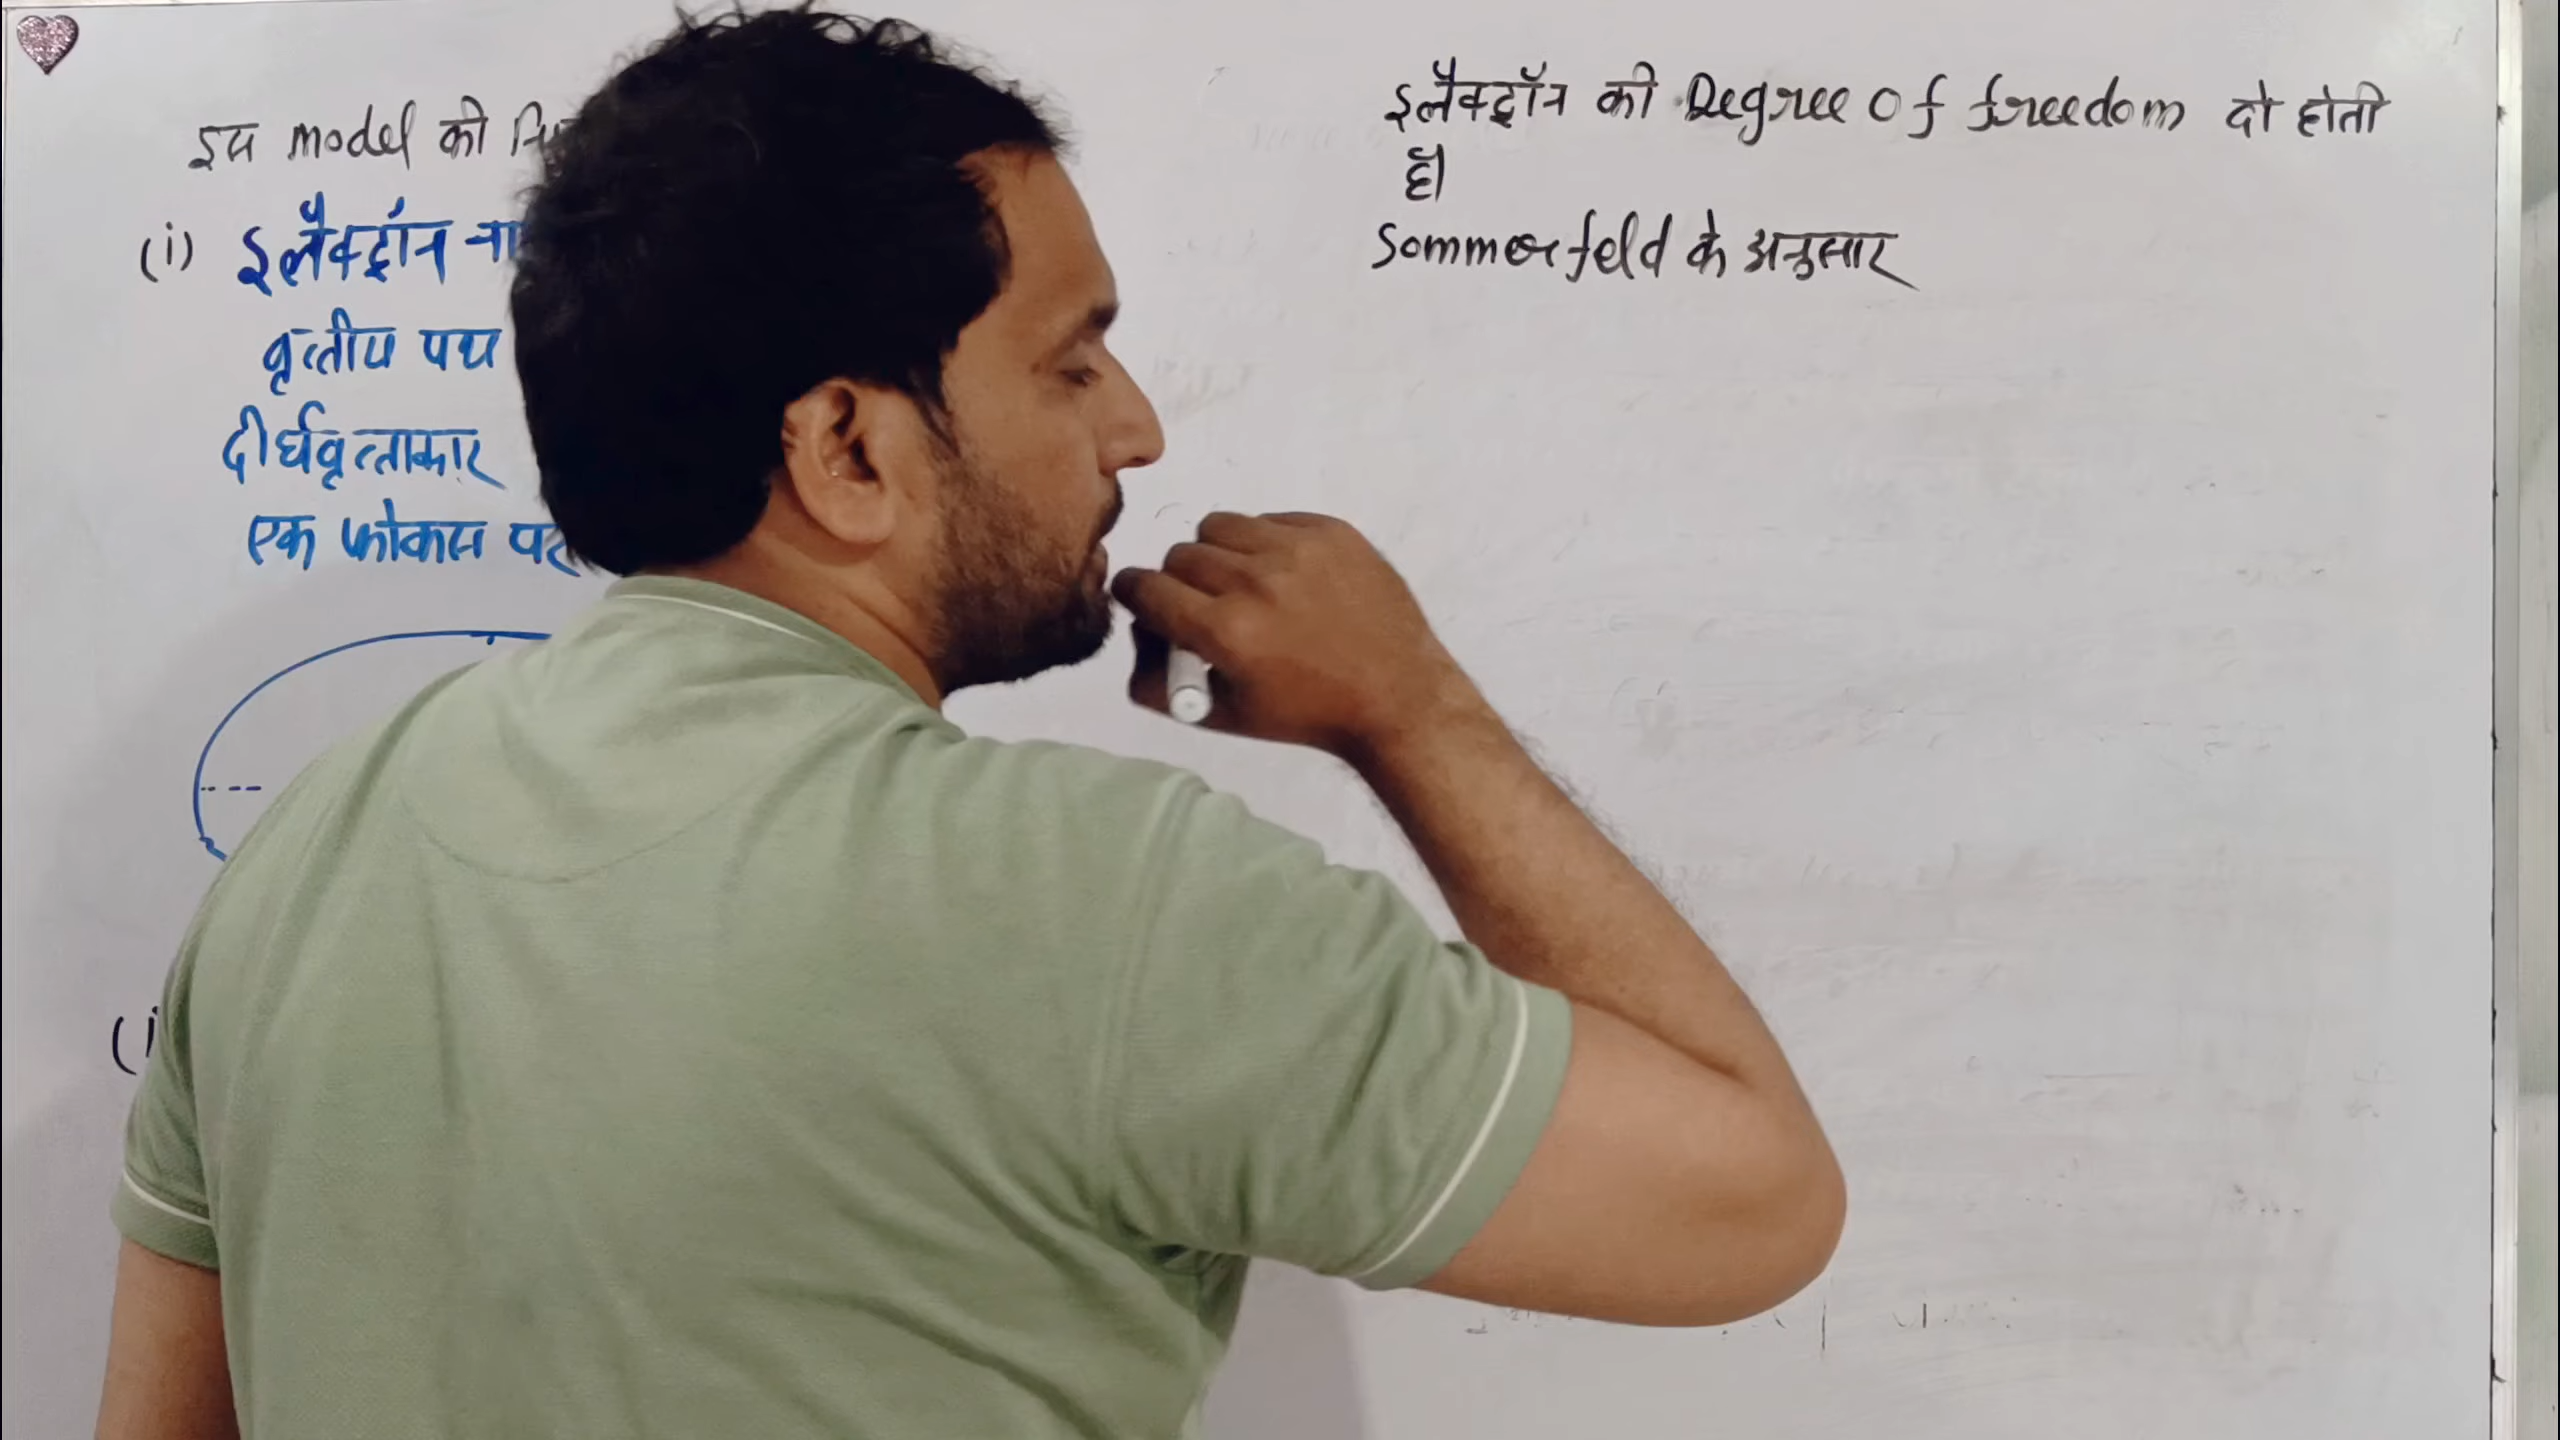 इस model की
(i) इलैक्ट्रॉन
वृत्तीय पथ
दीर्घवृत्ताकार
एक फोकस पर
इलैक्ट्रॉन की Degree of freedom दो होती
है।
Sommerfeld के अनुसार